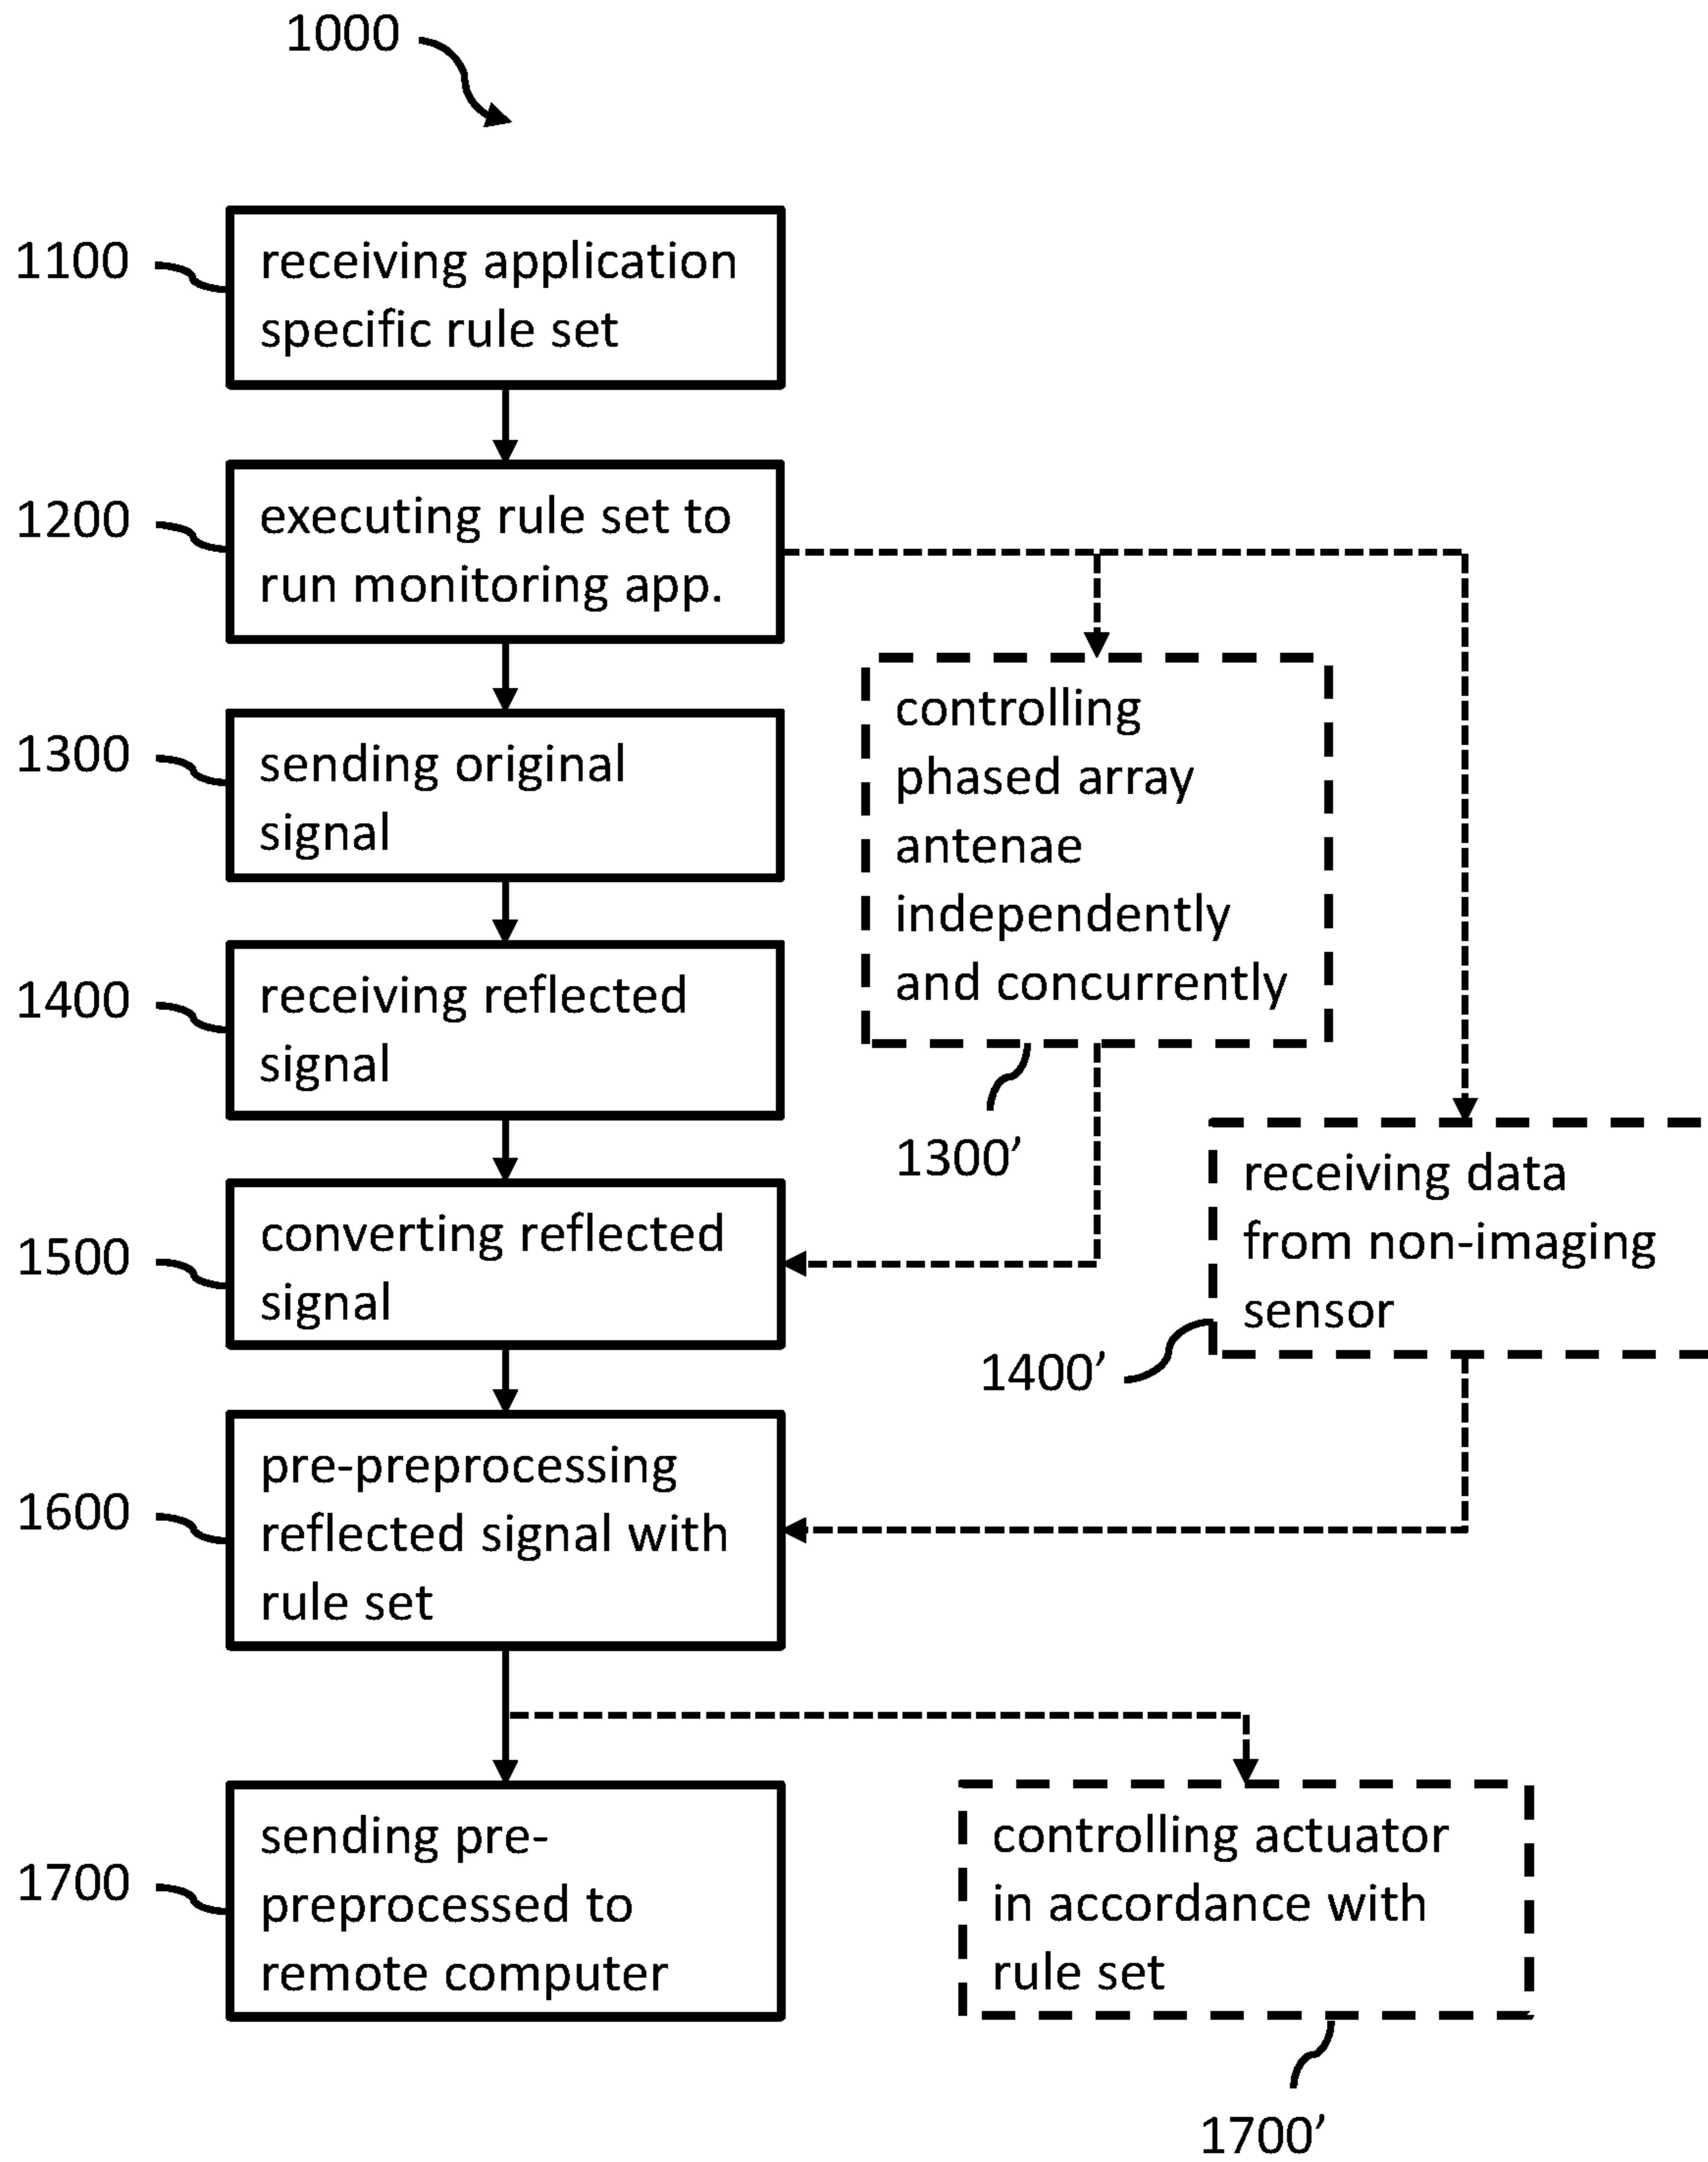 1000
1100
receiving application
specific rule set
1200
executing rule set to
run monitoring app.
1300
sending original
signal
controlling
phased array
antenae
independently
and concurrently
1300’
1400
receiving reflected
signal
receiving data
from non-imaging
sensor
1400’
1500
converting reflected
signal
1600
pre-preprocessing
reflected signal with
rule set
1700
sending pre-
preprocessed to
remote computer
controlling actuator
in accordance with
rule set
1700’